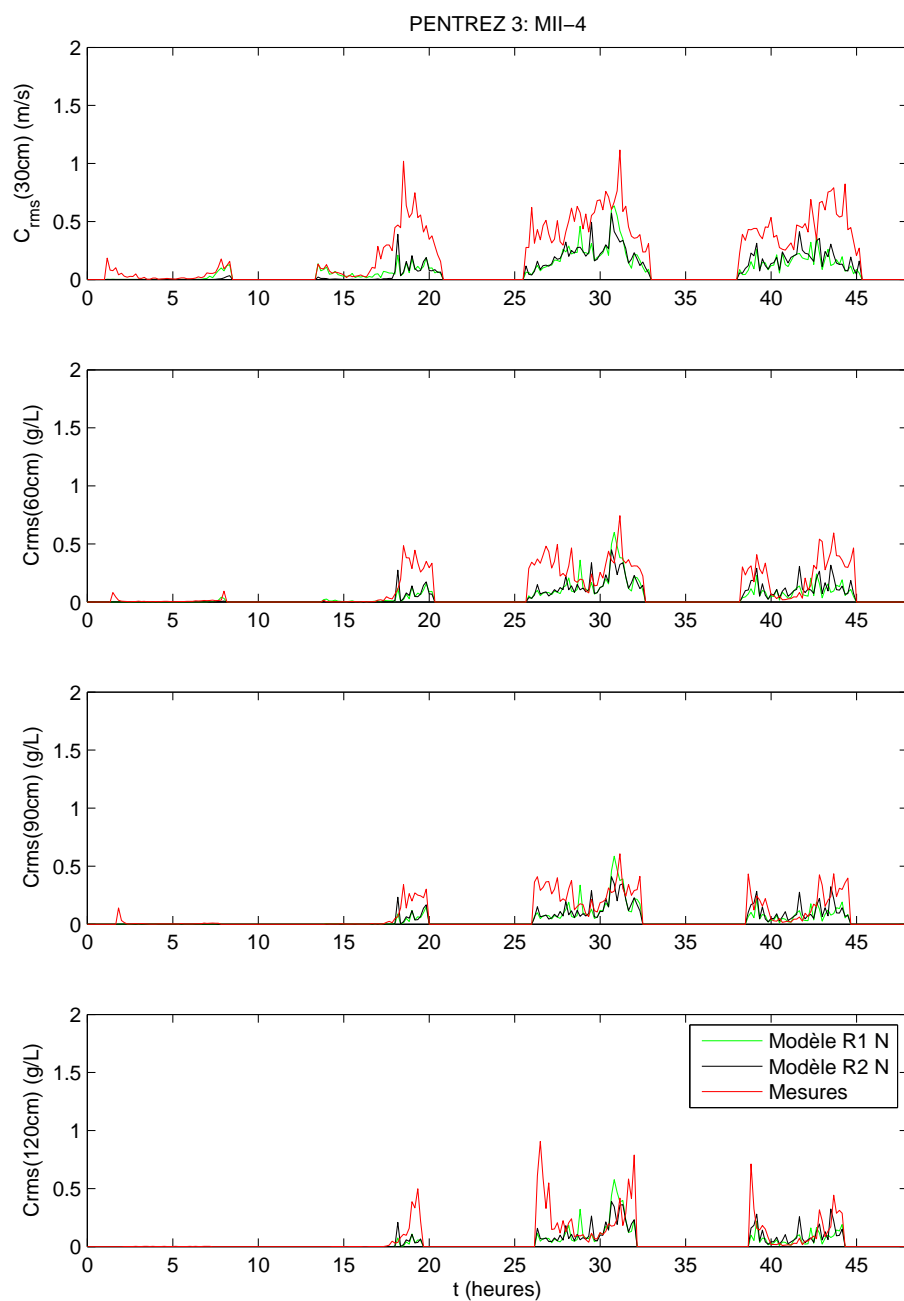 PENTREZ 3: MII−4
2
1.5
1
0.5
0
C_rms(30cm) (m/s)
0 5 10 15 20 25 30 35 40 45
2
1.5
1
0.5
0
Crms(60cm) (g/L)
0 5 10 15 20 25 30 35 40 45
2
1.5
1
0.5
0
Crms(90cm) (g/L)
0 5 10 15 20 25 30 35 40 45
2
1.5
1
0.5
0
Crms(120cm) (g/L)
Modèle R1 N
Modèle R2 N
Mesures
0 5 10 15 20 25 30 35 40 45
t (heures)